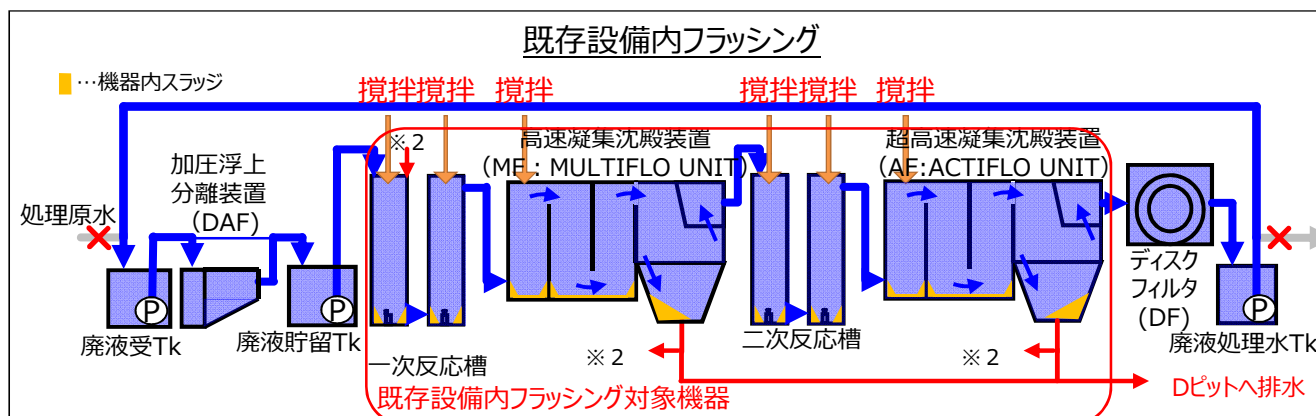 既存設備内フラッシング
…機器内スラッジ
撹拌 撹拌 撹拌 撹拌 撹拌 撹拌
※2
高速凝集沈殿装置
(MF : MULTIFLO UNIT)
超高速凝集沈殿装置
(AF:ACTIFLO UNIT)
加圧浮上
分離装置
(DAF)
処理原水
P
廃液受Tk
P
廃液貯留Tk
一次反応槽
※2
二次反応槽
※2
ディスク
フィルタ
(DF)
P
廃液処理水Tk
既存設備内フラッシング対象機器
Dピットへ排水